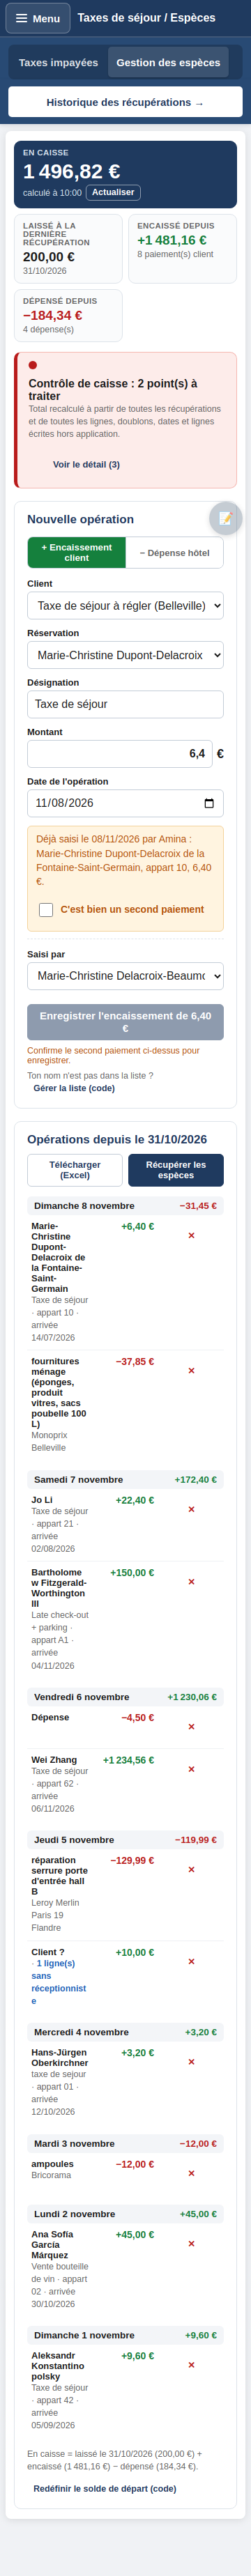 Menu
Taxes de séjour / Espèces
Taxes impayées
Gestion des espèces
Historique des récupérations →
EN CAISSE
1 496,82 €
calculé à 10:00
Actualiser
LAISSÉ À LA
DERNIÈRE
RÉCUPÉRATION
200,00 €
31/10/2026
ENCAISSÉ DEPUIS
+1 481,16 €
8 paiement(s) client
DÉPENSÉ DEPUIS
−184,34 €
4 dépense(s)
Contrôle de caisse : 2 point(s) à
traiter
Total recalculé à partir de toutes les récupérations
et de toutes les lignes, doublons, dates et lignes
écrites hors application.
Voir le détail (3)
Nouvelle opération
+ Encaissement
client
− Dépense hôtel
Client
Taxe de séjour à régler (Belleville)
Réservation
Marie-Christine Dupont-Delacroix
Désignation
Taxe de séjour
Montant
6,4 €
Date de l'opération
11/08/2026
Déjà saisi le 08/11/2026 par Amina :
Marie-Christine Dupont-Delacroix de la
Fontaine-Saint-Germain, appart 10, 6,40
€.
C'est bien un second paiement
Saisi par
Marie-Christine Delacroix-Beaumo
Enregistrer l'encaissement de 6,40
€
Confirme le second paiement ci-dessus pour
enregistrer.
Ton nom n'est pas dans la liste ?
Gérer la liste (code)
Opérations depuis le 31/10/2026
Télécharger
(Excel)
Récupérer les
espèces
Dimanche 8 novembre −31,45 €
Marie-
Christine
Dupont-
Delacroix de
la Fontaine-
Saint-
Germain
+6,40 €
×
Taxe de séjour
· appart 10 ·
arrivée
14/07/2026
fournitures
ménage
(éponges,
produit
vitres, sacs
poubelle 100
L)
−37,85 €
×
Monoprix
Belleville
Samedi 7 novembre +172,40 €
Jo Li
+22,40 €
×
Taxe de séjour
· appart 21 ·
arrivée
02/08/2026
Bartholome
w Fitzgerald-
Worthington
III
+150,00 €
×
Late check-out
+ parking ·
appart A1 ·
arrivée
04/11/2026
Vendredi 6 novembre +1 230,06 €
Dépense
−4,50 €
×
Wei Zhang
+1 234,56 €
×
Taxe de séjour
· appart 62 ·
arrivée
06/11/2026
Jeudi 5 novembre −119,99 €
réparation
serrure porte
d'entrée hall
B
−129,99 €
×
Leroy Merlin
Paris 19
Flandre
Client ?
+10,00 €
×
· 1 ligne(s)
sans
réceptionnist
e
Mercredi 4 novembre +3,20 €
Hans-Jürgen
Oberkirchner
+3,20 €
×
taxe de sejour
· appart 01 ·
arrivée
12/10/2026
Mardi 3 novembre −12,00 €
ampoules
−12,00 €
×
Bricorama
Lundi 2 novembre +45,00 €
Ana Sofía
García
Márquez
+45,00 €
×
Vente bouteille
de vin · appart
02 · arrivée
30/10/2026
Dimanche 1 novembre +9,60 €
Aleksandr
Konstantino
polsky
+9,60 €
×
Taxe de séjour
· appart 42 ·
arrivée
05/09/2026
En caisse = laissé le 31/10/2026 (200,00 €) +
encaissé (1 481,16 €) − dépensé (184,34 €).
Redéfinir le solde de départ (code)